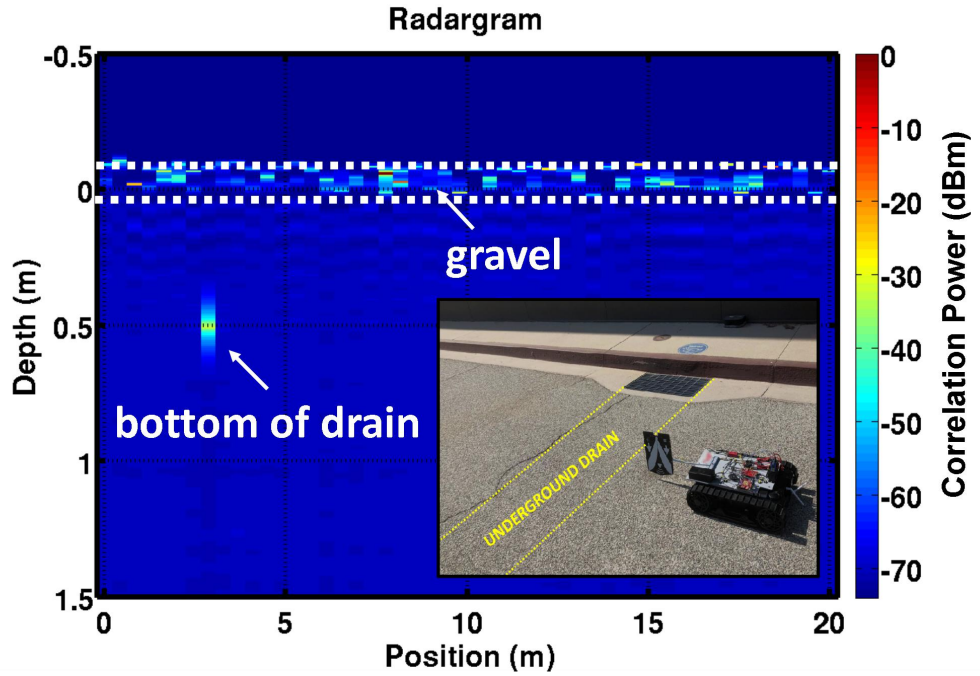 Radargram
-0.5
0
0.5
1
1.5
Depth (m)
0
5
10
15
20
Position (m)
gravel
bottom of drain
UNDERGROUND DRAIN
0
-10
-20
-30
-40
-50
-60
-70
Correlation Power (dBm)